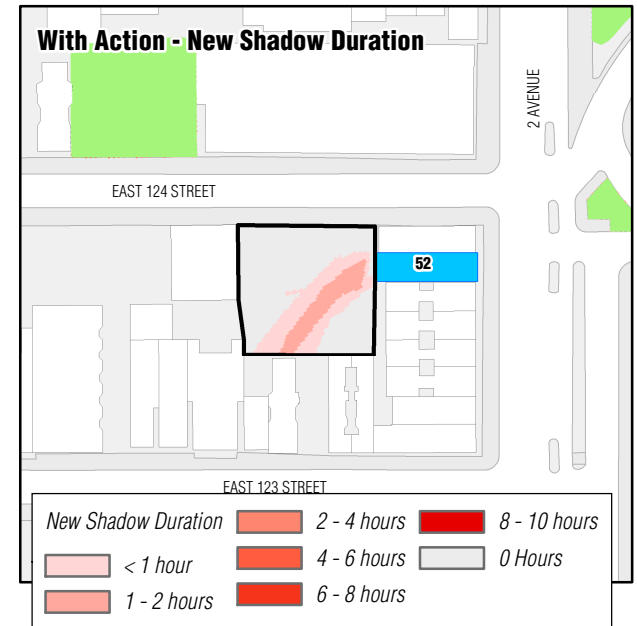 With Action - New Shadow Duration
2 AVENUE
EAST 124 STREET
52
EAST 123 STREET
New Shadow Duration
< 1 hour
1 - 2 hours
2 - 4 hours
4 - 6 hours
6 - 8 hours
8 - 10 hours
0 Hours